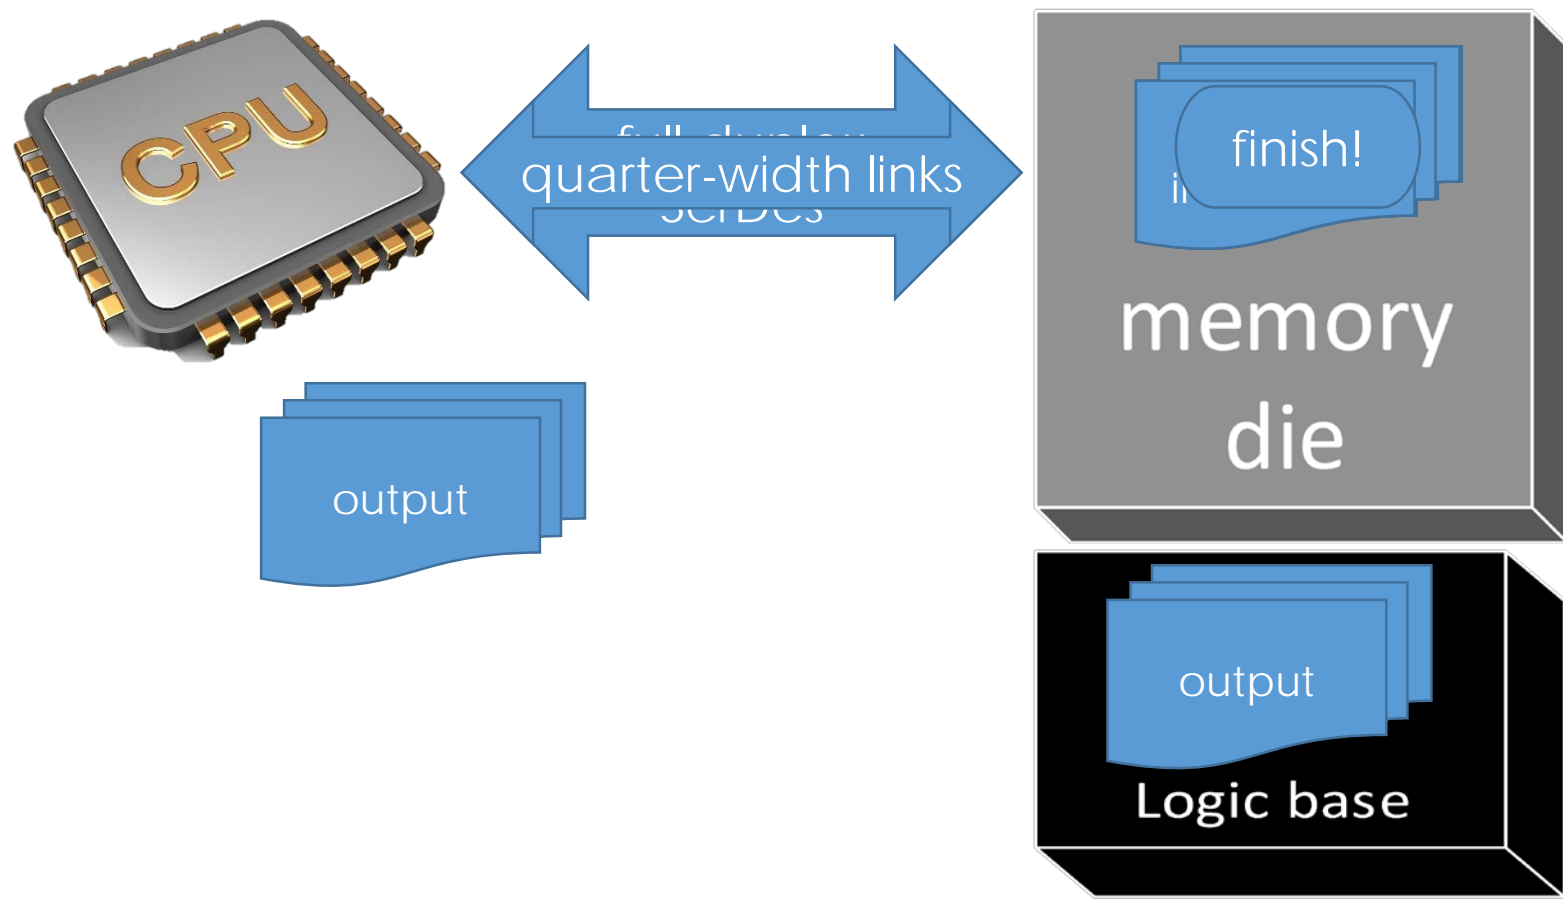 CPU
quarter-width links
finish!
memory
die
output
output
Logic base